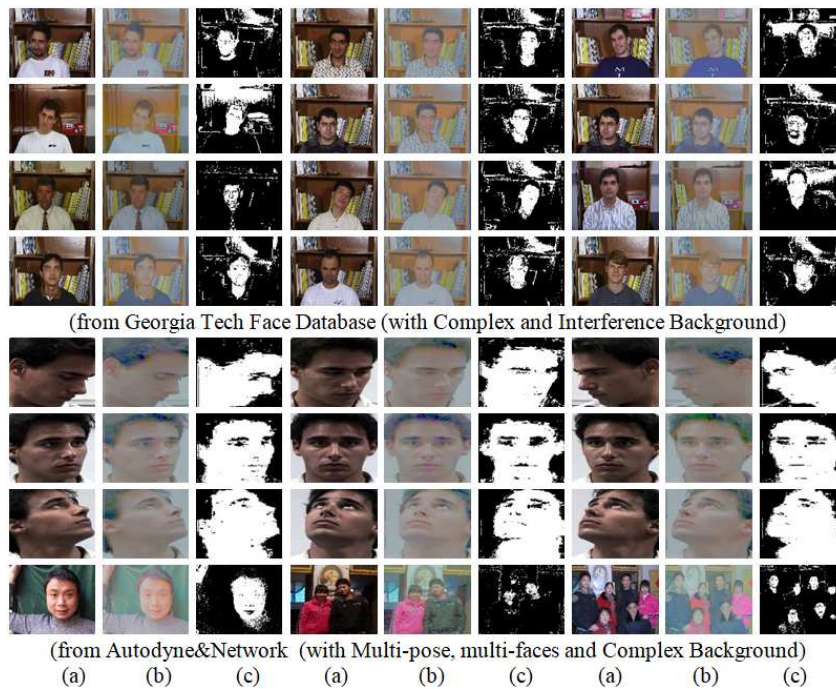 (from Georgia Tech Face Database (with Complex and Interference Background)
(from Autodyne&Network (with Multi-pose, multi-faces and Complex Background)
(a) (b) (c) (a) (b) (c) (a) (b) (c)